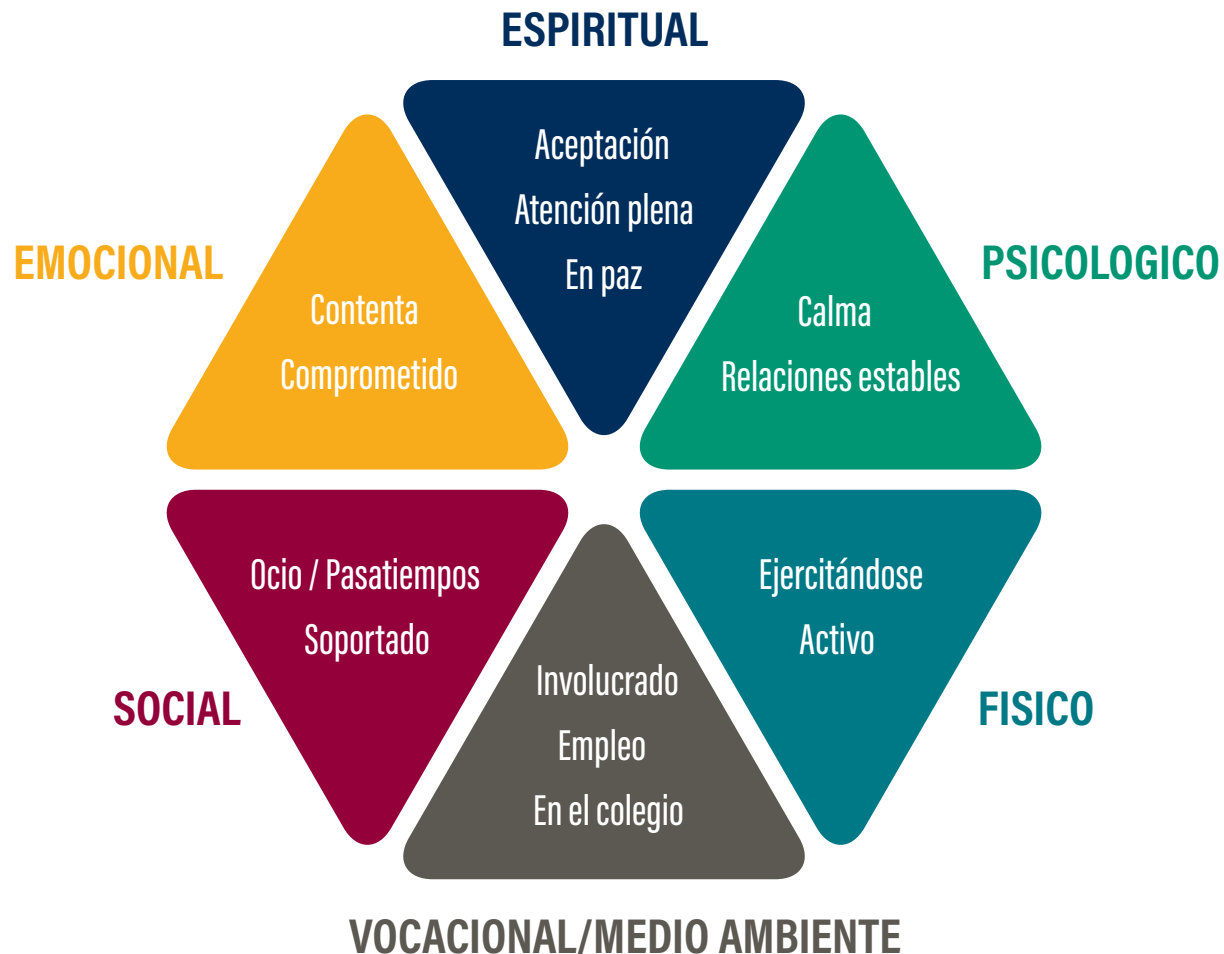 ESPIRITUAL
Aceptación
Atención plena
En paz
EMOCIONAL
Contenta
Comprometido
PSICOLOGICO
Calma
Relaciones estables
SOCIAL
Ocio / Pasatiempos
Soportado
VOCACIONAL/MEDIO AMBIENTE
Involucrado
Empleo
En el colegio
FISICO
Ejercitándose
Activo